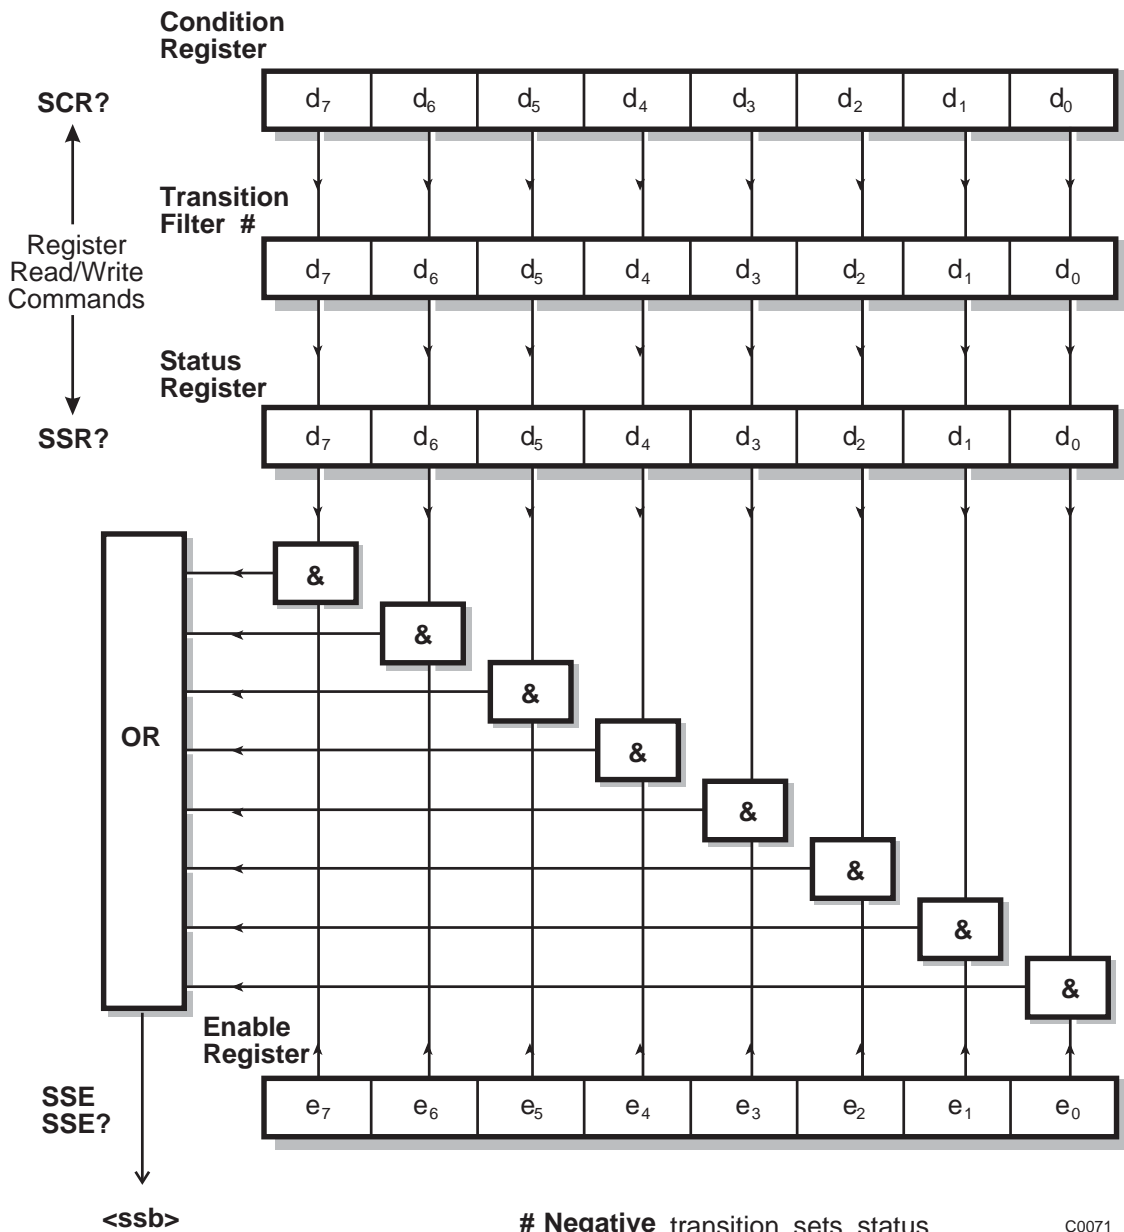 Condition
Register
SCR?
d7 d6 d5 d4 d3 d2 d1 d0
Transition
Filter #
Register
Read/Write
Commands
d7 d6 d5 d4 d3 d2 d1 d0
Status
Register
SSR?
d7 d6 d5 d4 d3 d2 d1 d0
&
&
&
OR
&
&
&
&
&
Enable
Register
SSE
SSE?
e7 e6 e5 e4 e3 e2 e1 e0
<ssb>
# Negative transition sets status
C0071